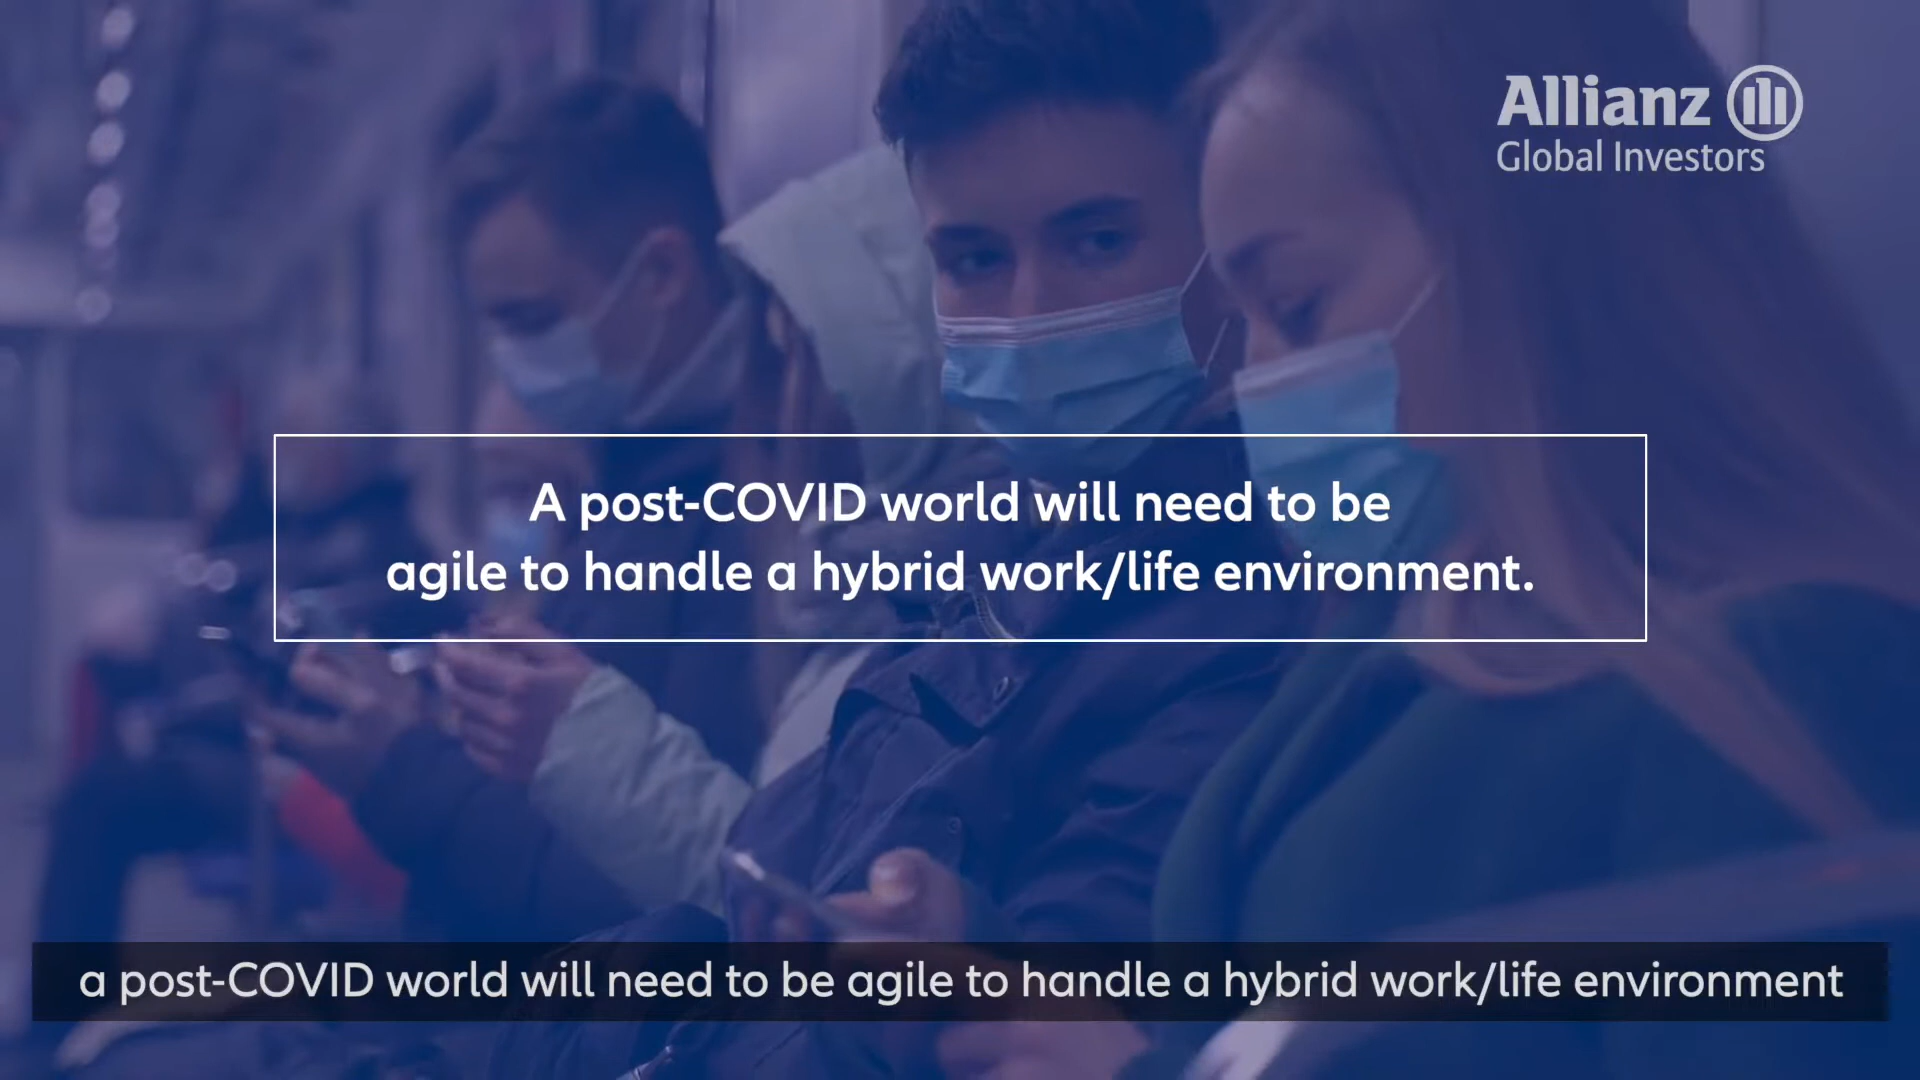 Allianz
Global Investors
A post-COVID world will need to be
agile to handle a hybrid work/life environment.
a post-COVID world will need to be agile to handle a hybrid work/life environment